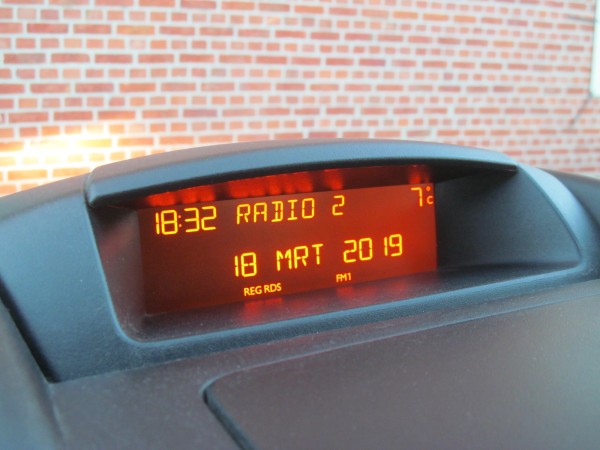 18:32 RADIO 2 7°C
18 MRT 2019
REG RDS FM1